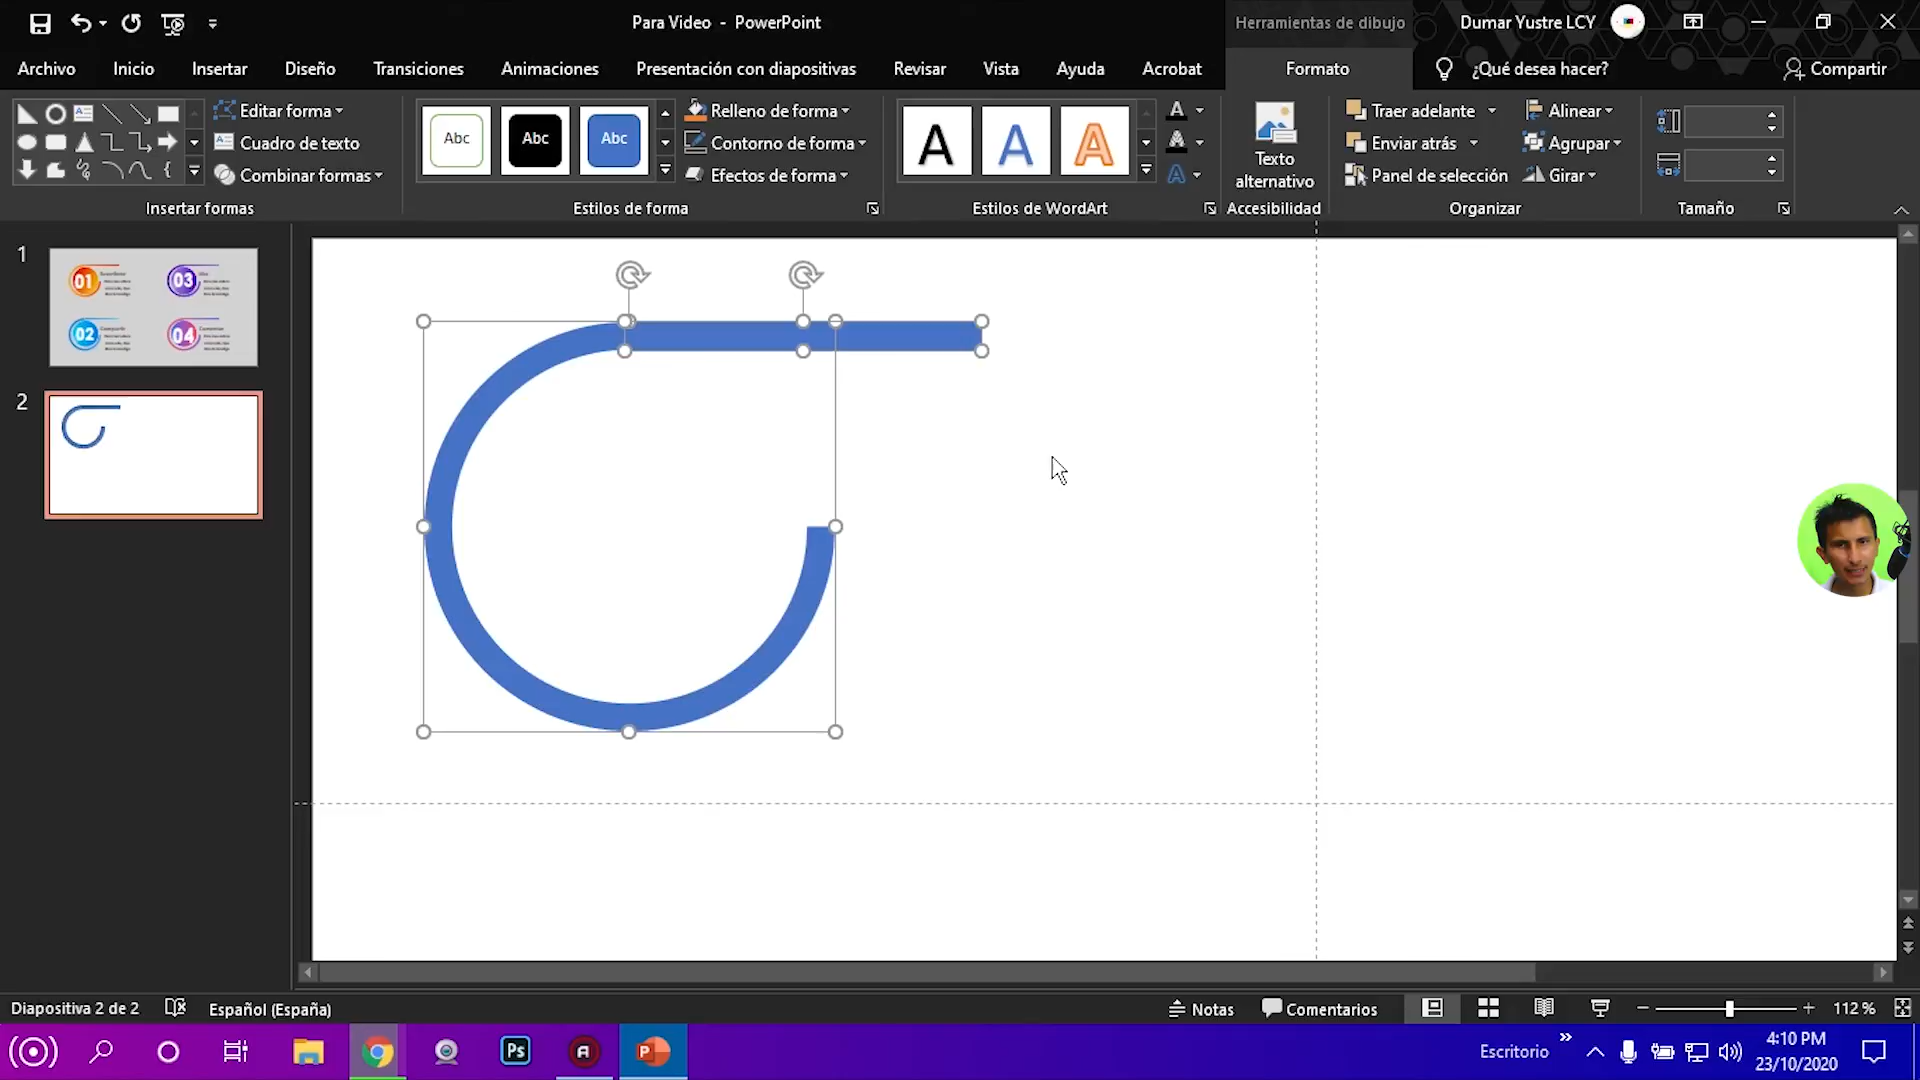 Para Video - PowerPoint
Herramientas de dibujo
Dumar Yustre LCY
Archivo
Inicio
Insertar
Diseño
Transiciones
Animaciones
Presentación con diapositivas
Revisar
Vista
Ayuda
Acrobat
Formato
¿Qué desea hacer?
Compartir
Editar forma
Cuadro de texto
Combinar formas
Insertar formas
Abc
Abc
Abc
Relleno de forma
Contorno de forma
Efectos de forma
Estilos de forma
A
A
A
A
A
A
Estilos de WordArt
Texto
alternativo
Accesibilidad
Traer adelante
Enviar atrás
Panel de selección
Alinear
Agrupar
Girar
Organizar
Tamaño
1
01
03
02
04
2
Diapositiva 2 de 2
Español (España)
Notas
Comentarios
112 %
Ps
A
P
Escritorio
4:10 PM
23/10/2020